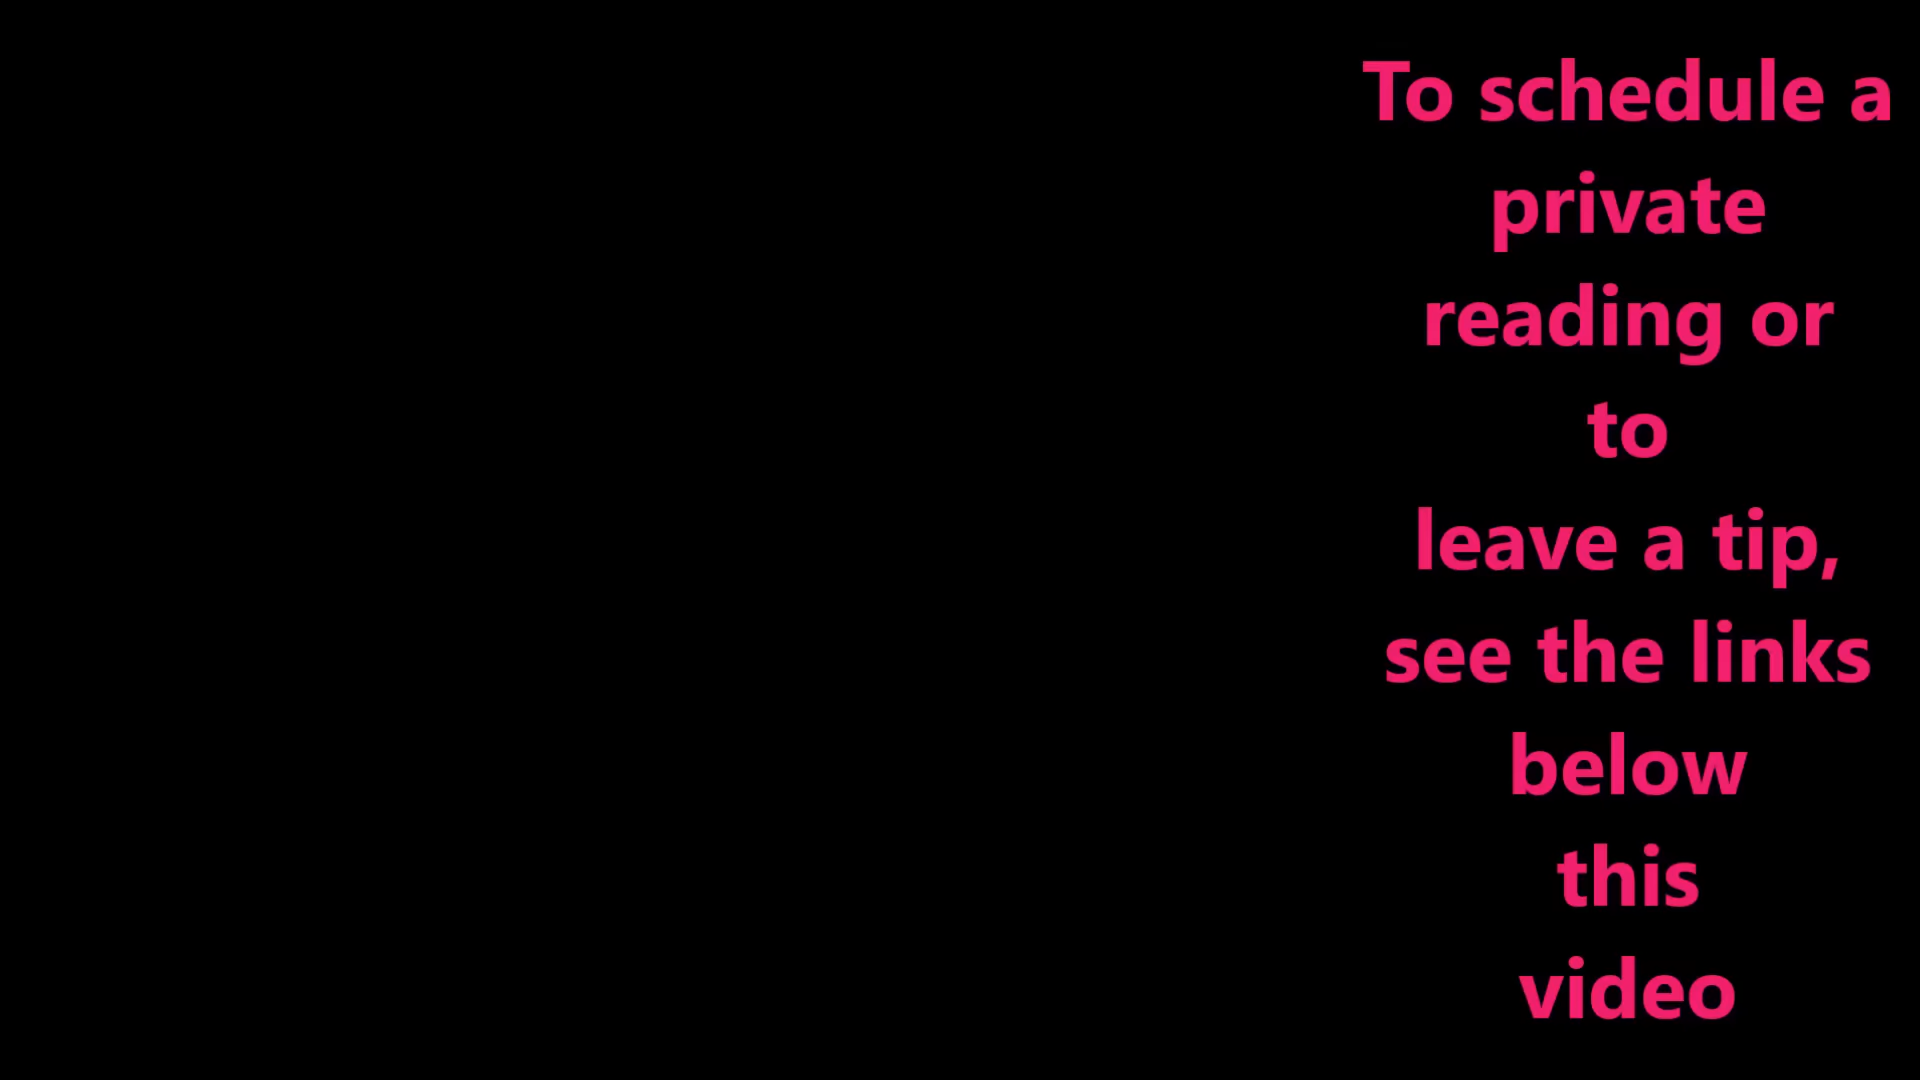 To schedule a
private
reading or
to
leave a tip,
see the links
below
this
video